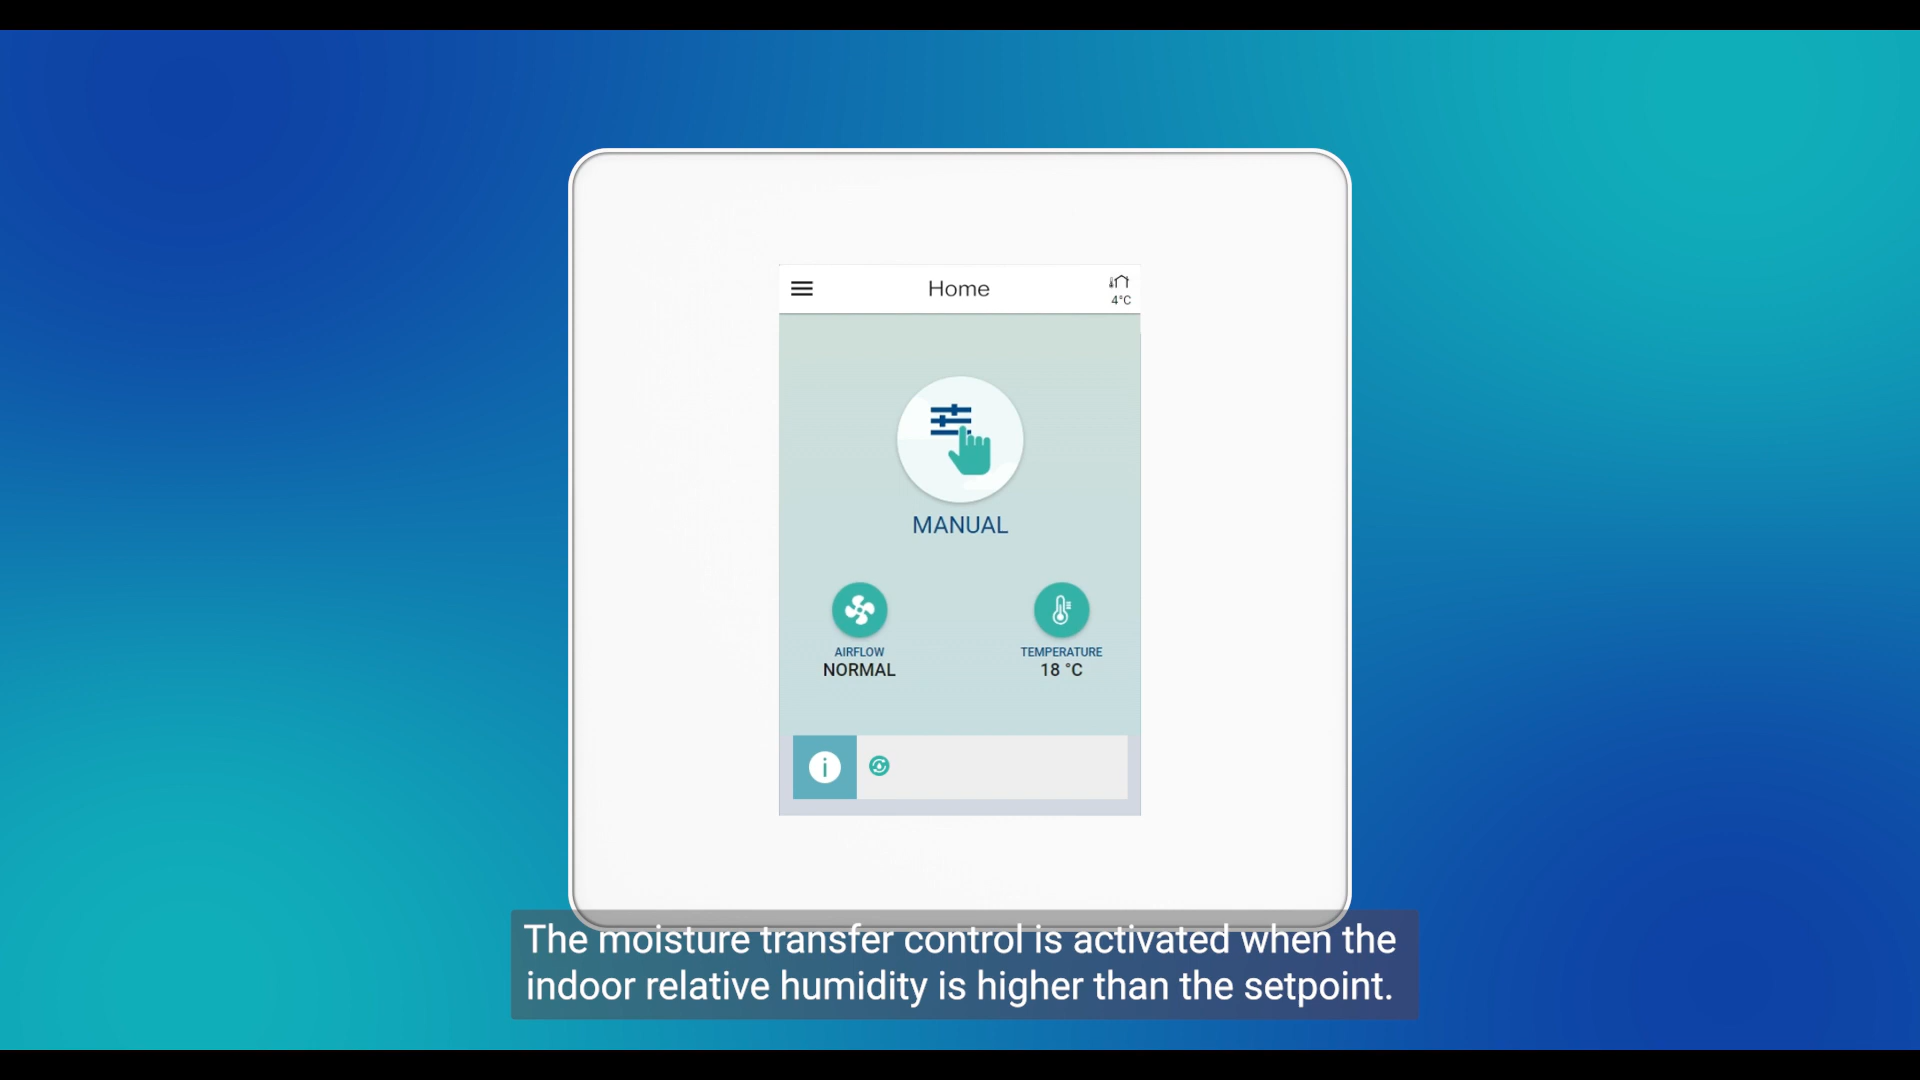 Home
4°C
MANUAL
AIRFLOW
NORMAL
TEMPERATURE
18 °C
i
The moisture transfer control is activated when the
indoor relative humidity is higher than the setpoint.